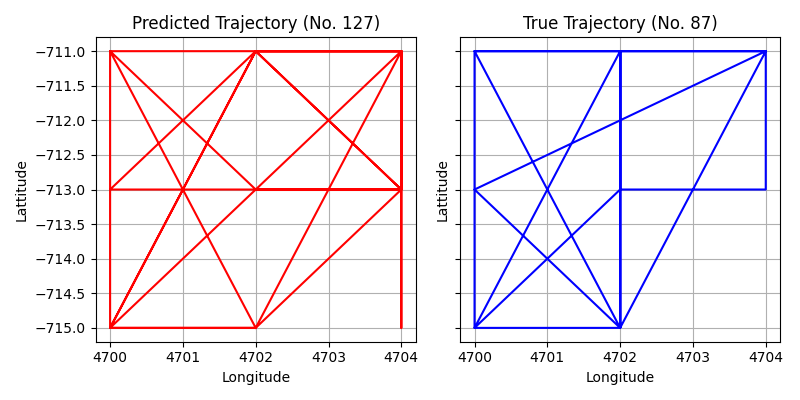 Predicted Trajectory (No. 127)
True Trajectory (No. 87)
−711.0
−711.5
−712.0
−712.5
−713.0
−713.5
−714.0
−714.5
−715.0
Lattitude
Lattitude
4700 4701 4702 4703 4704
4700 4701 4702 4703 4704
Longitude
Longitude